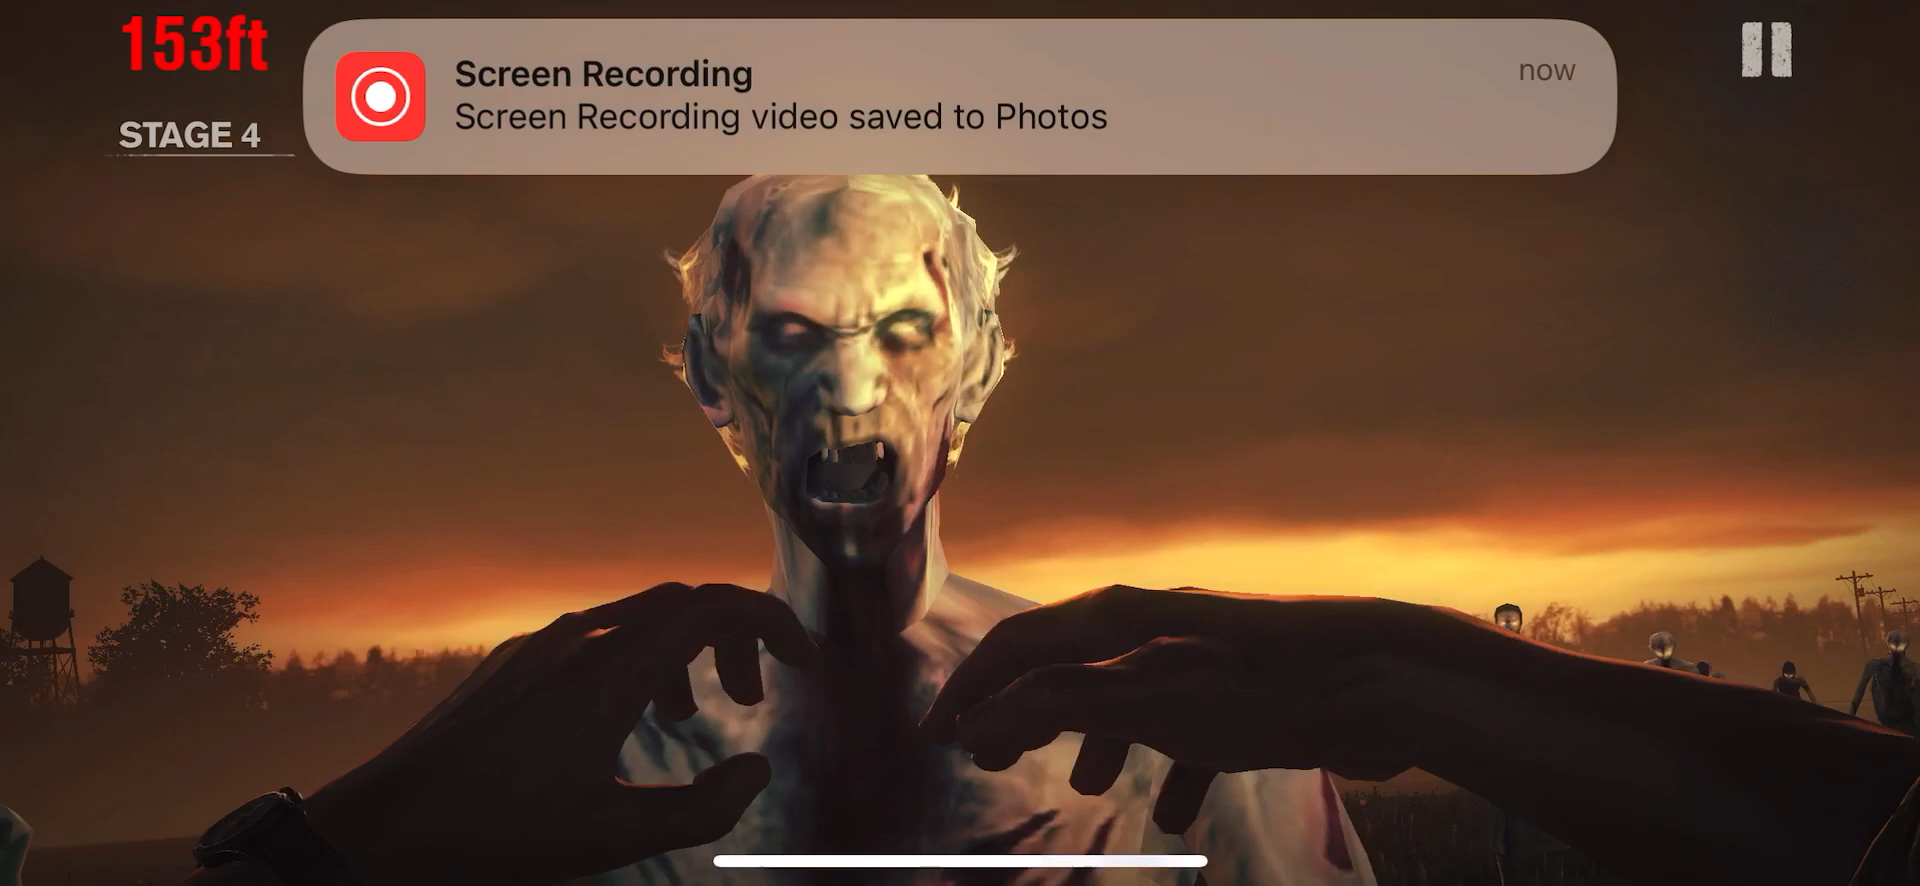 153ft
STAGE 4
Screen Recording
now
Screen Recording video saved to Photos